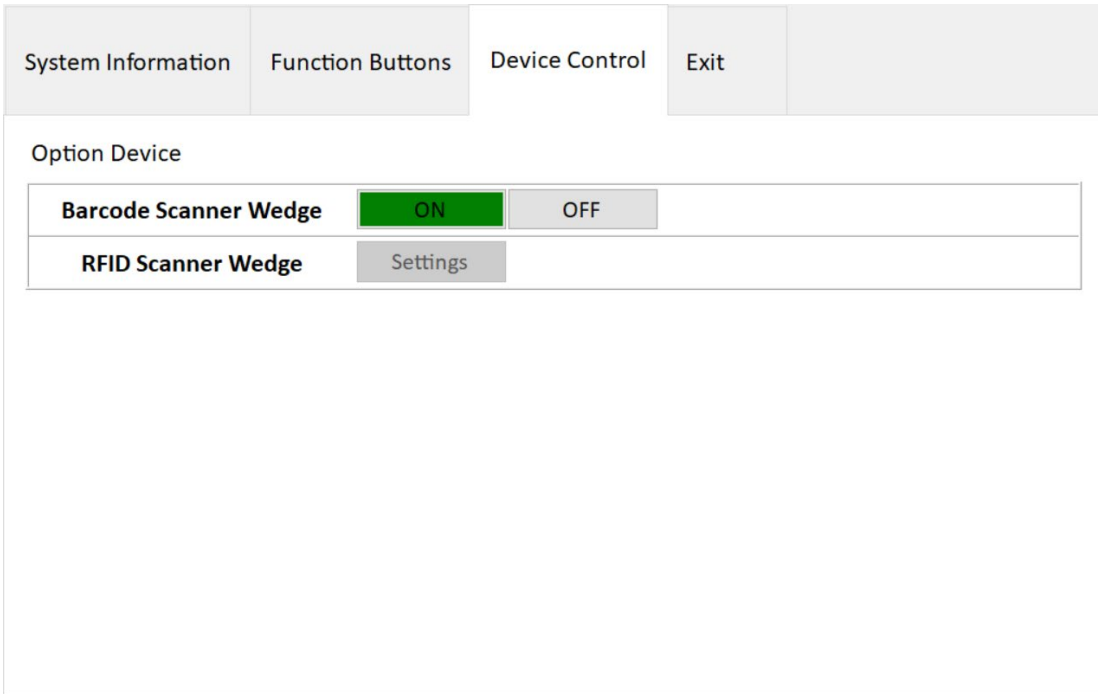 System Information Function Buttons Device Control Exit
Option Device
Barcode Scanner Wedge ON OFF
RFID Scanner Wedge Settings